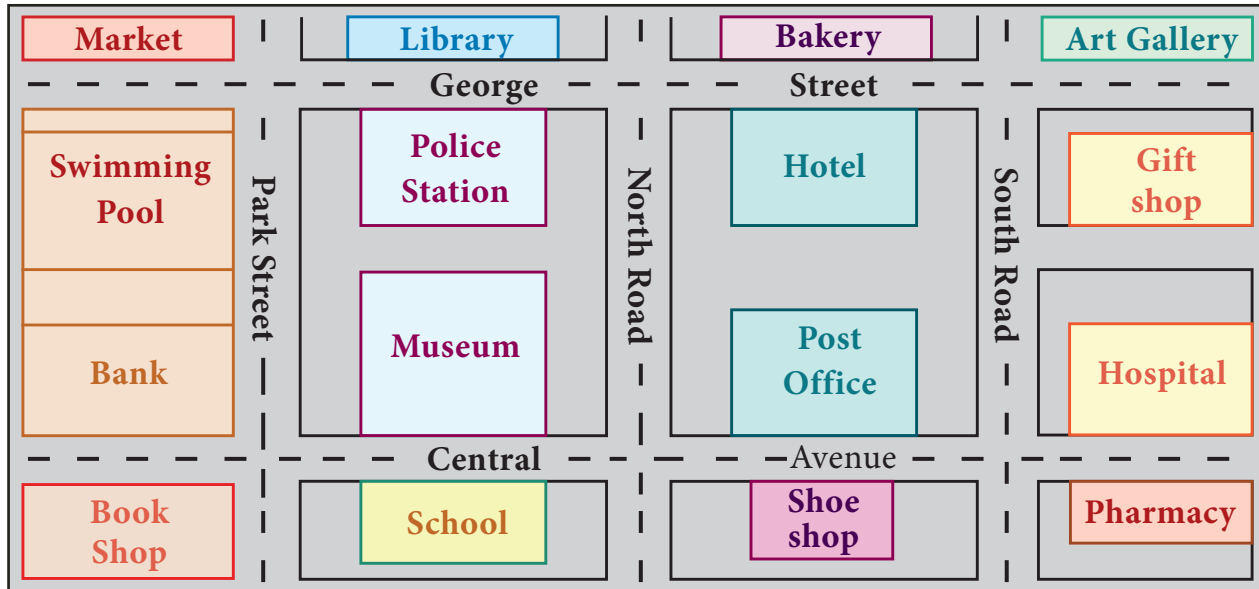 Market
Library
Bakery
Art Gallery
George Street
Swimming
Pool
Park Street
Police
Station
North Road
Hotel
South Road
Gift
shop
Bank
Museum
Post
Office
Hospital
Central Avenue
Book
Shop
School
Shoe
shop
Pharmacy